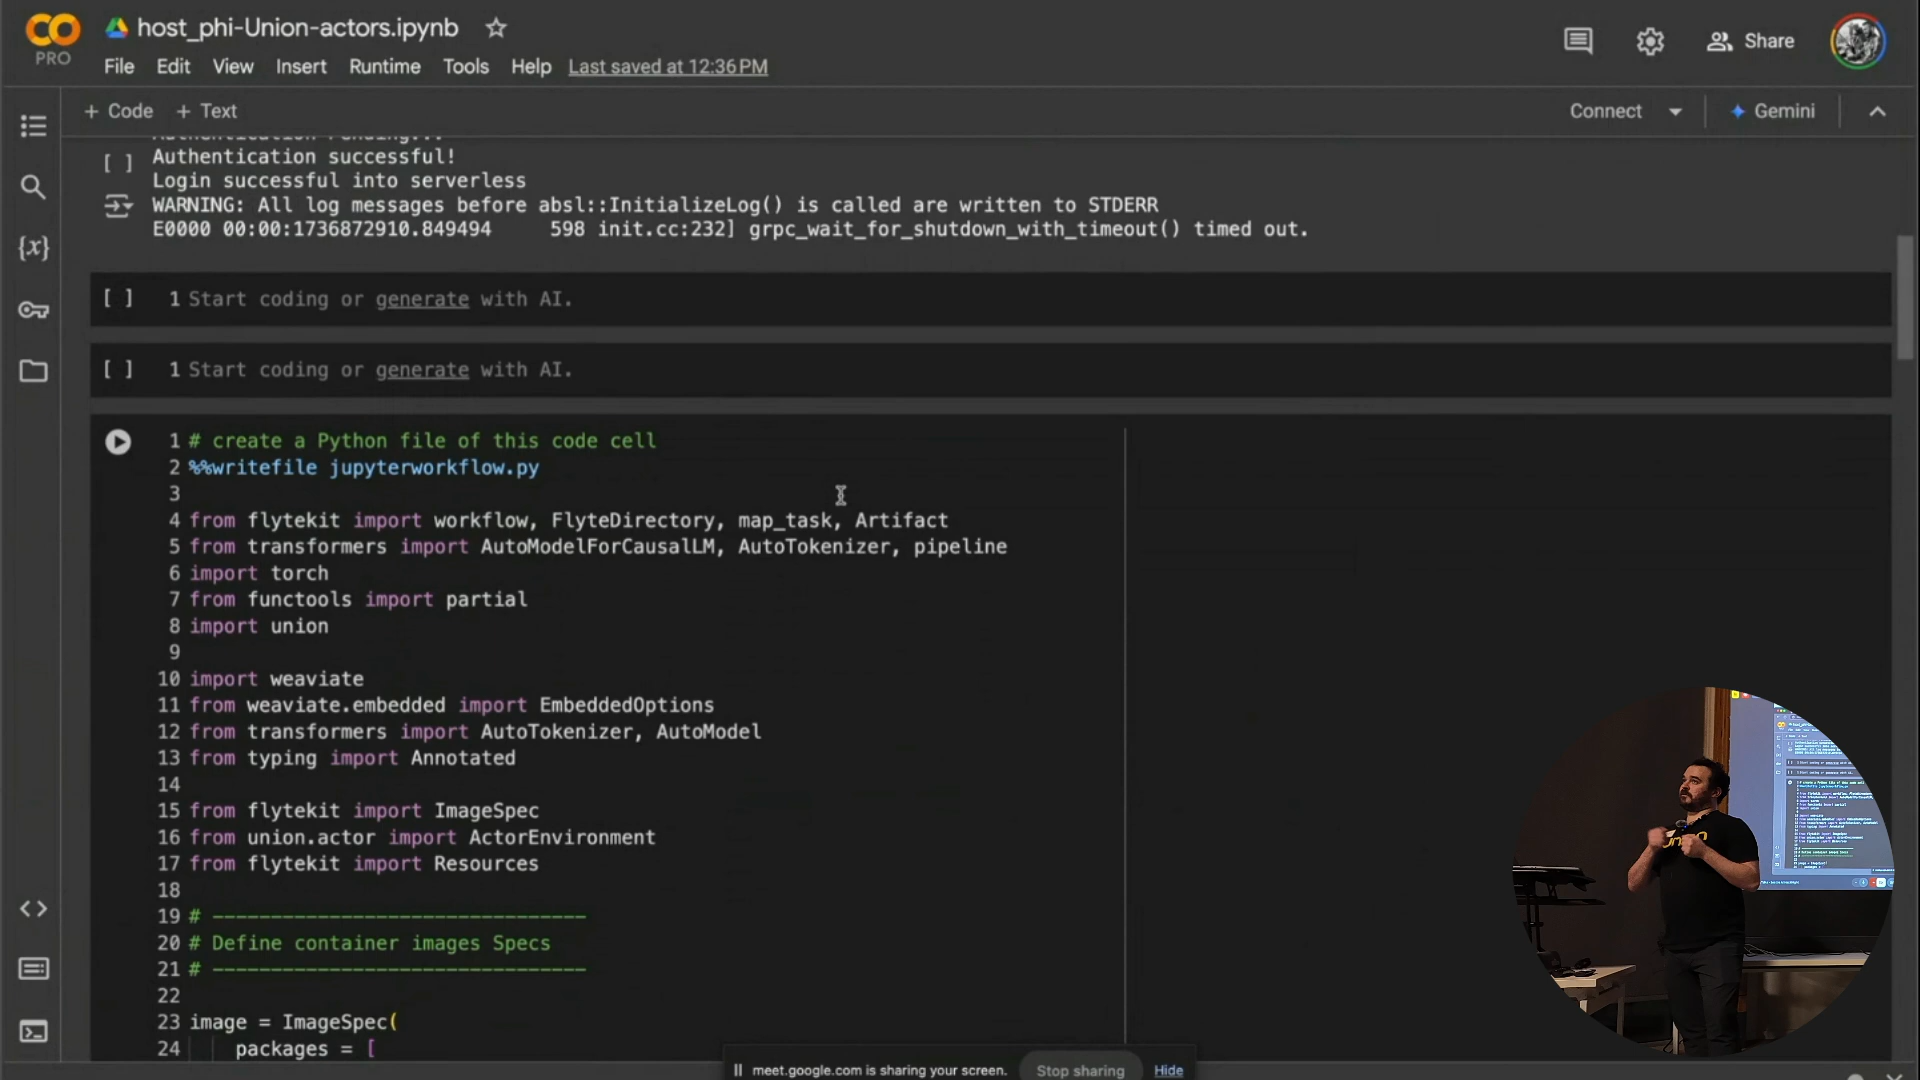 CO
PRO
host_phi-Union-actors.ipynb
File Edit View Insert Runtime Tools Help Last saved at 12:36 PM
Share
+ Code + Text
Connect
Gemini
Authentication Pending...
[ ] Authentication successful!
Login successful into serverless
WARNING: All log messages before absl::InitializeLog() is called are written to STDERR
E0000 00:00:1736872910.849494 598 init.cc:232] grpc_wait_for_shutdown_with_timeout() timed out.
[ ] 1 Start coding or generate with AI.
[ ] 1 Start coding or generate with AI.
1 # create a Python file of this code cell
2 %%writefile jupyterworkflow.py
3
4 from flytekit import workflow, FlyteDirectory, map_task, Artifact
5 from transformers import AutoModelForCausalLM, AutoTokenizer, pipeline
6 import torch
7 from functools import partial
8 import union
9
10 import weaviate
11 from weaviate.embedded import EmbeddedOptions
12 from transformers import AutoTokenizer, AutoModel
13 from typing import Annotated
14
15 from flytekit import ImageSpec
16 from union.actor import ActorEnvironment
17 from flytekit import Resources
18
19 # --------------------------------
20 # Define container images Specs
21 # --------------------------------
22
23 image = ImageSpec(
24 packages = [
meet.google.com is sharing your screen. Stop sharing Hide